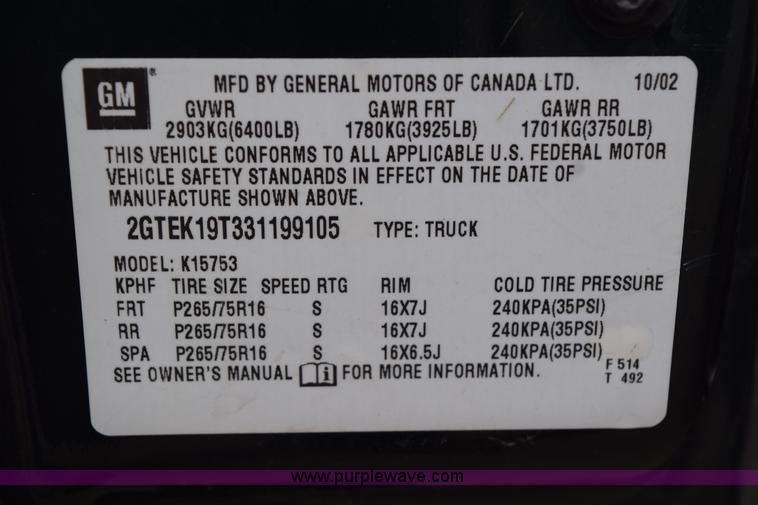 GM ® MFD BY GENERAL MOTORS OF CANADA LTD. 10/02
GVWR GAWR FRT GAWR RR
2903KG(6400LB) 1780KG(3925LB) 1701KG(3750LB)
THIS VEHICLE CONFORMS TO ALL APPLICABLE U.S. FEDERAL MOTOR
VEHICLE SAFETY STANDARDS IN EFFECT ON THE DATE OF
MANUFACTURE SHOWN ABOVE.
2GTEK19T331199105 TYPE: TRUCK
MODEL: K15753
KPHF TIRE SIZE SPEED RTG RIM COLD TIRE PRESSURE
FRT P265/75R16 S 16X7J 240KPA(35PSI)
RR P265/75R16 S 16X7J 240KPA(35PSI)
SPA P265/75R16 S 16X6.5J 240KPA(35PSI)
SEE OWNER'S MANUAL i FOR MORE INFORMATION.
F 514
T 492
www.purplewave.com